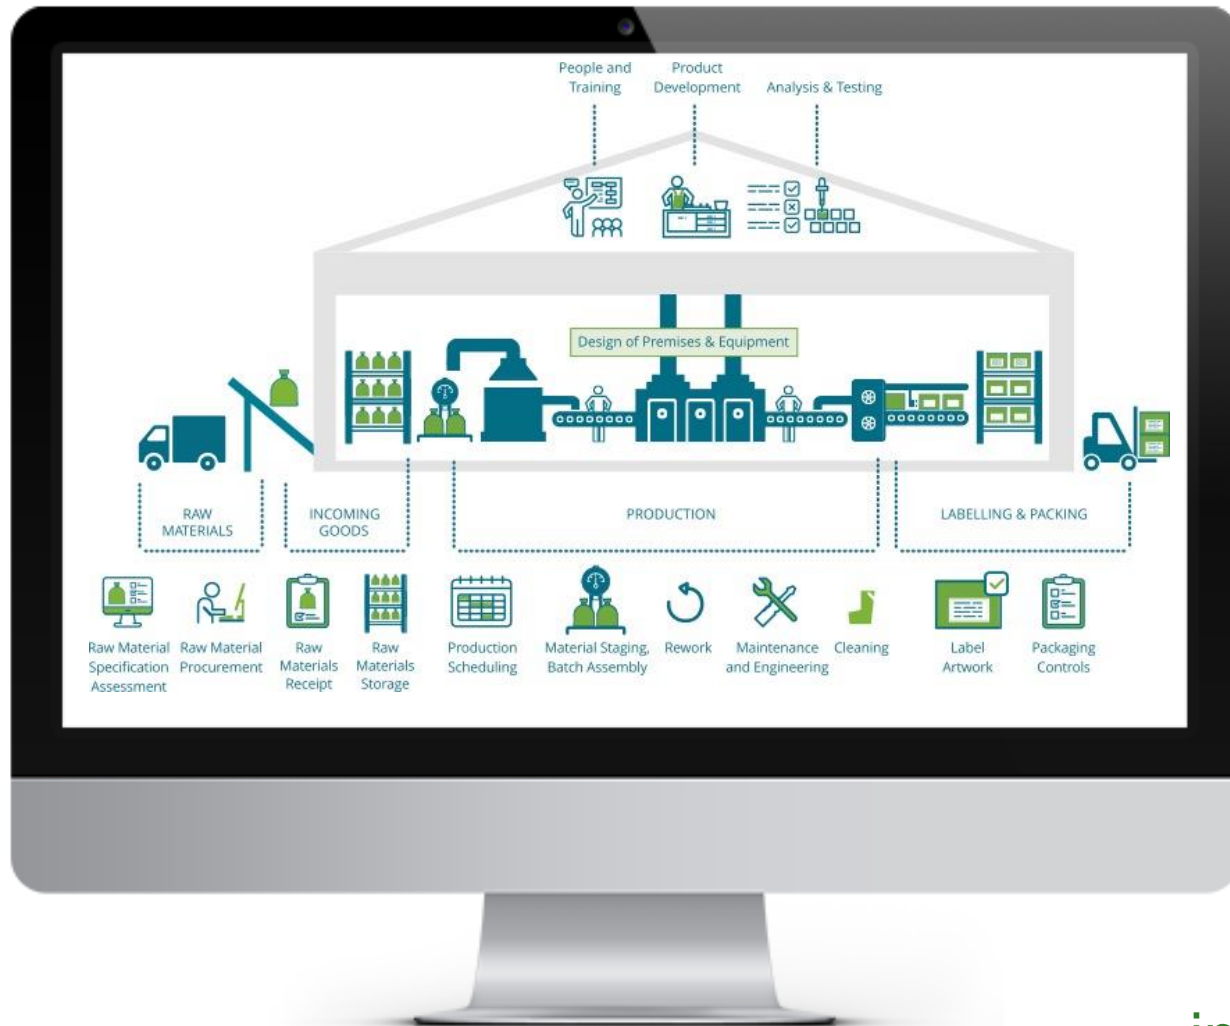 People and
Training
Product
Development
Analysis & Testing
Design of Premises & Equipment
RAW
MATERIALS
INCOMING
GOODS
PRODUCTION
LABELLING & PACKING
Raw Material
Specification
Assessment
Raw Material
Procurement
Raw
Materials
Receipt
Raw
Materials
Storage
Production
Scheduling
Material Staging,
Batch Assembly
Rework
Maintenance
and Engineering
Cleaning
Label
Artwork
Packaging
Controls